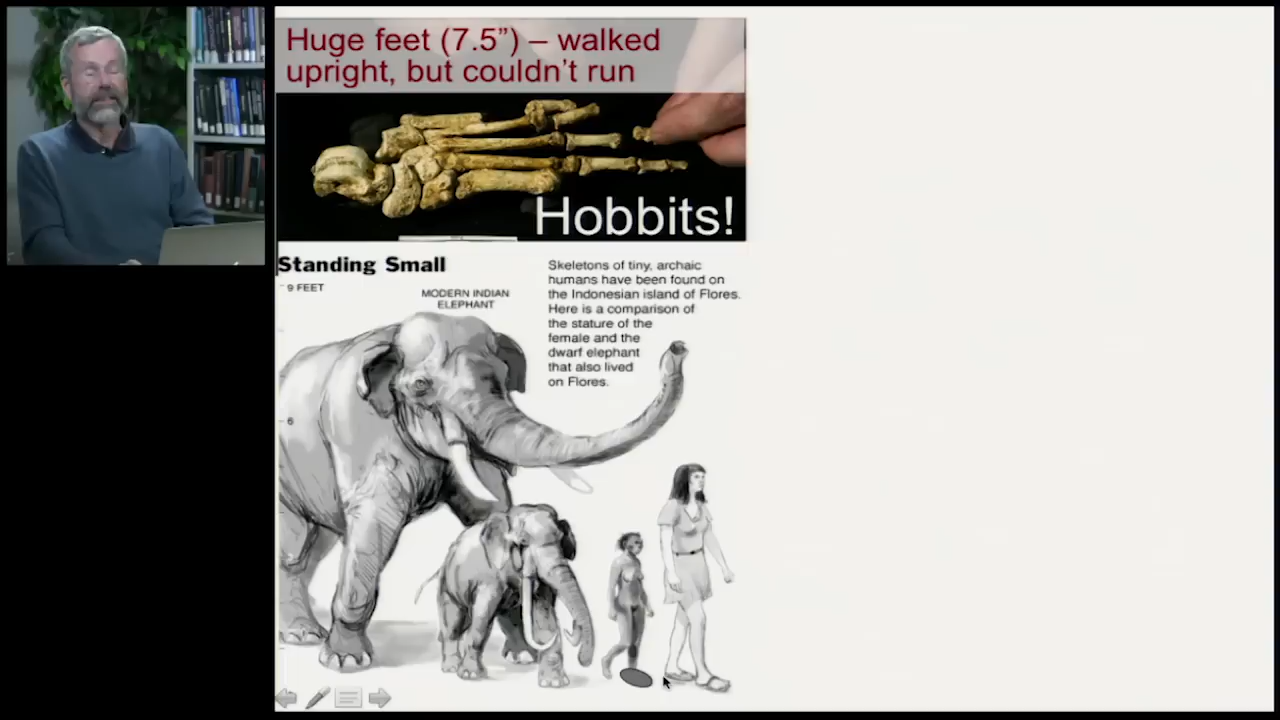 Huge feet (7.5”) – walked
upright, but couldn’t run
Hobbits!
Standing Small
9 FEET
MODERN INDIAN
ELEPHANT
Skeletons of tiny, archaic
humans have been found on
the Indonesian island of Flores.
Here is a comparison of
the stature of the
female and the
dwarf elephant
that also lived
on Flores.
6